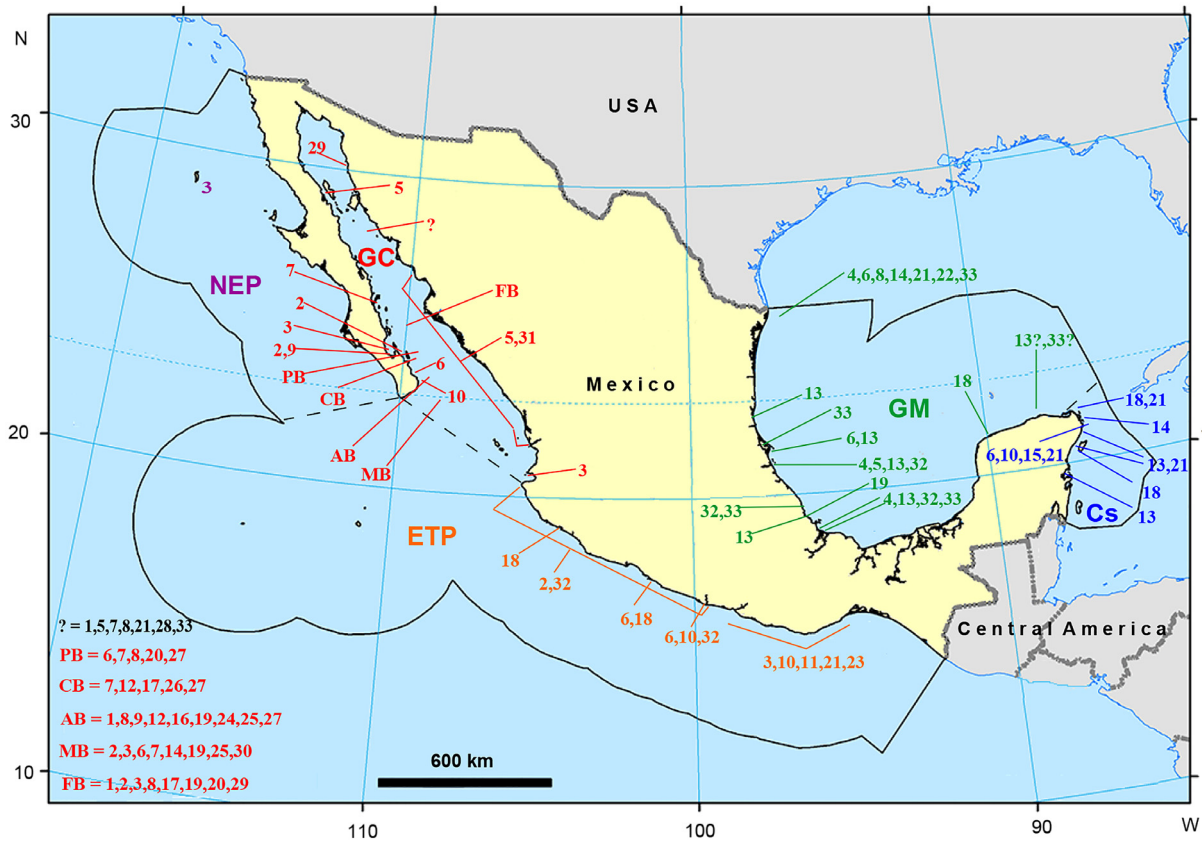 N
USA
30
29
3
5
?
GC
NEP
7
FB
4,6,8,14,21,22,33
2
3
5,31
13?,33?
2,9
6
PB
Mexico
18
CB
10
13
GM
18,21
33
14
20
6,13
AB
6,10,15,21
13,21
MB
3
4,5,13,32
19
18
4,13,32,33
32,33
Cs
13
ETP
13
18
2,32
6,18
? = 1,5,7,8,21,28,33
6,10,32
Central America
PB = 6,7,8,20,27
3,10,11,21,23
CB = 7,12,17,26,27
AB = 1,8,9,12,16,19,24,25,27
MB = 2,3,6,7,14,19,25,30
600 km
10
FB = 1,2,3,8,17,19,20,29
110
100
90
W